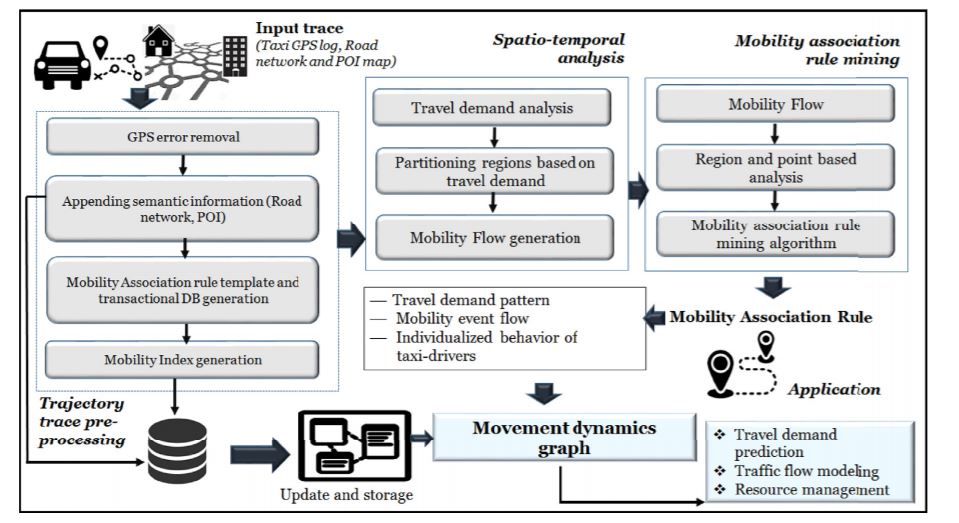 Input trace
(Taxi GPS log, Road
network and POI map)
GPS error removal
Appending semantic information (Road
network, POI)
Mobility Association rule template and
transactional DB generation
Mobility Index generation
Trajectory
trace pre-
processing
Spatio-temporal
analysis
Travel demand analysis
Partitioning regions based on
travel demand
Mobility Flow generation
Mobility association
rule mining
Mobility Flow
Region and point based
analysis
Mobility association rule
mining algorithm
Mobility Association Rule
— Travel demand pattern
— Mobility event flow
— Individualized behavior of
taxi-drivers
Application
Update and storage
Movement dynamics
graph
❖ Travel demand
prediction
❖ Traffic flow modeling
❖ Resource management